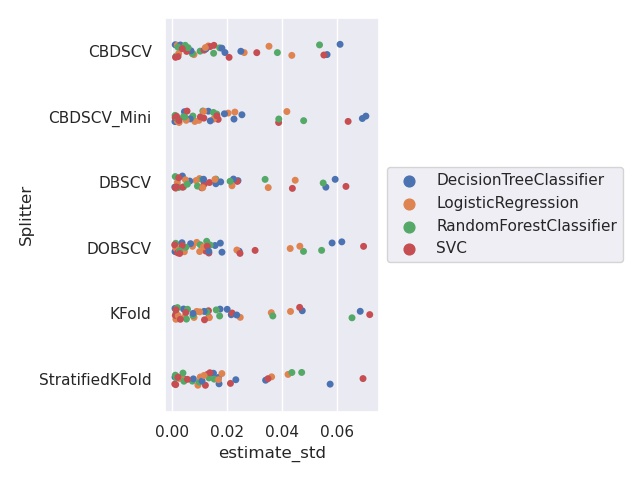 CBDSCV
CBDSCV_Mini
DBSCV
DOBSCV
KFold
StratifiedKFold
Splitter
0.00 0.02 0.04 0.06
estimate_std
DecisionTreeClassifier
LogisticRegression
RandomForestClassifier
SVC